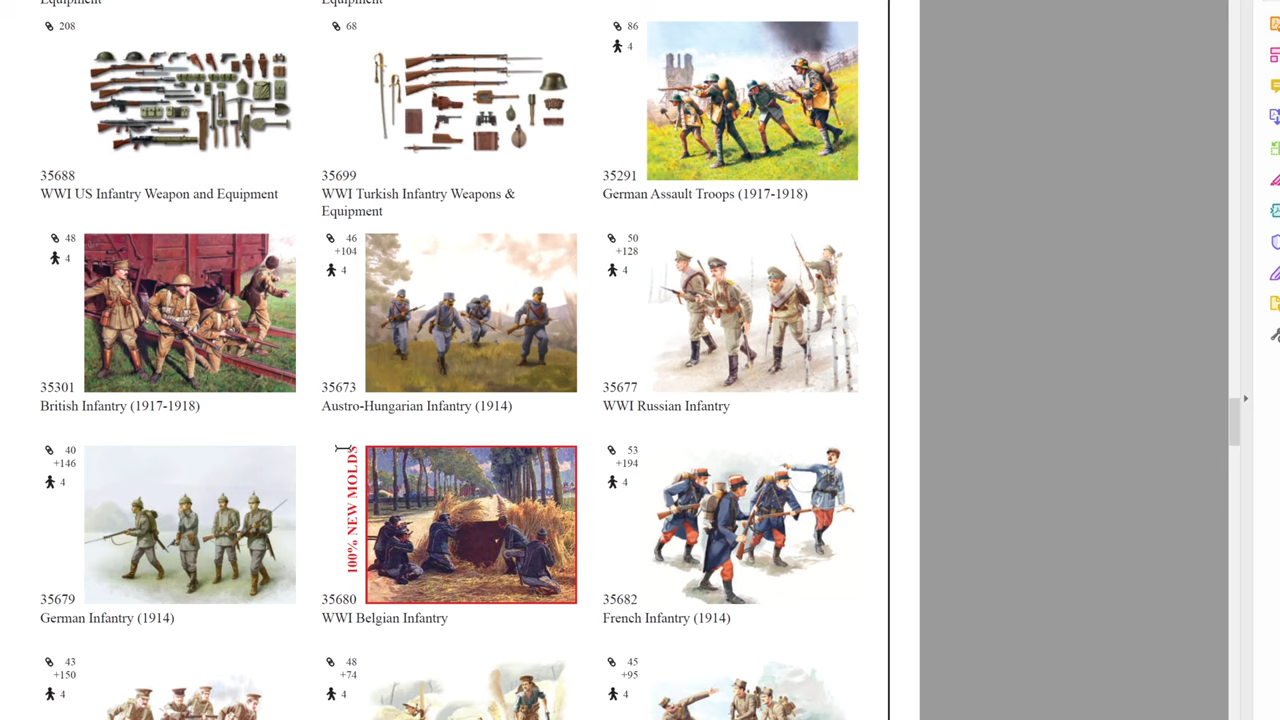 Equipment
Equipment
208
68
86
4
35688
WWI US Infantry Weapon and Equipment
35699
WWI Turkish Infantry Weapons &
Equipment
35291
German Assault Troops (1917-1918)
48
4
46
+104
4
50
+128
4
35301
British Infantry (1917-1918)
35673
Austro-Hungarian Infantry (1914)
35677
WWI Russian Infantry
40
+146
4
100% NEW MOLDS
53
+194
4
35679
German Infantry (1914)
35680
WWI Belgian Infantry
35682
French Infantry (1914)
43
+150
4
48
+74
4
45
+95
4